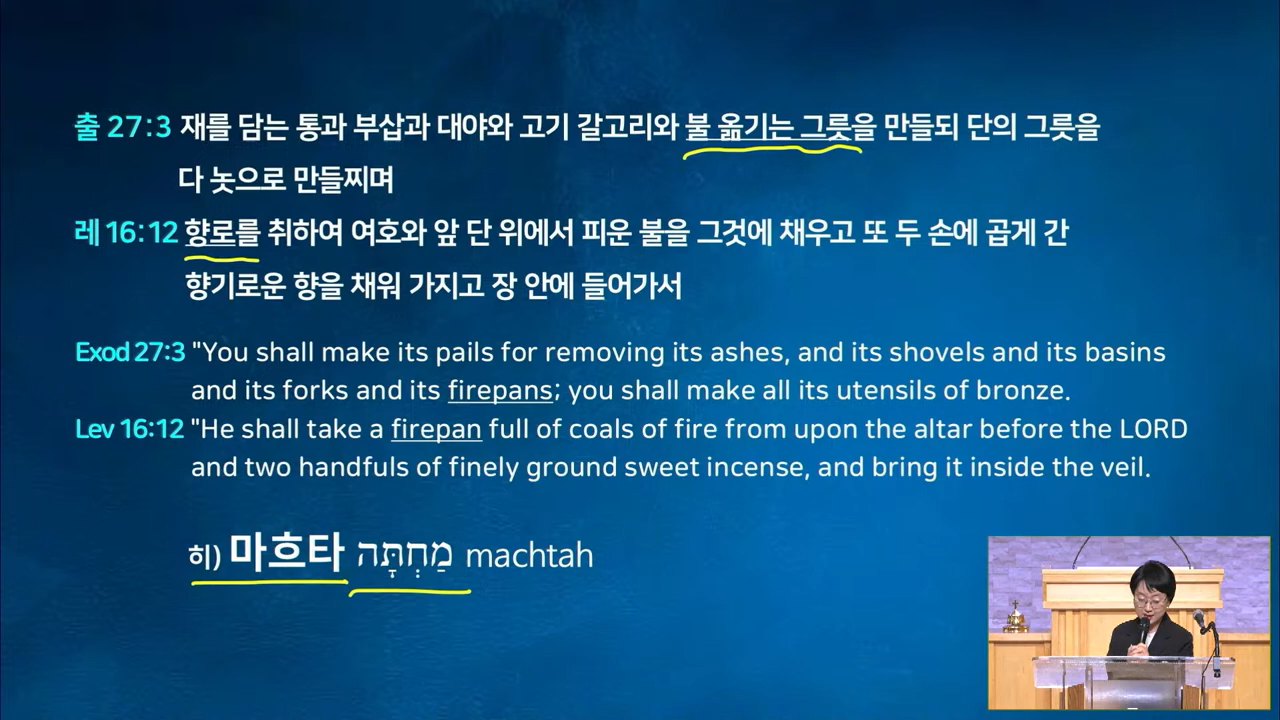 출 27:3 재를 담는 통과 부삽과 대야와 고기 갈고리와 불 옮기는 그릇을 만들되 단의 그릇을
다 놋으로 만들찌며
레 16:12 향로를 취하여 여호와 앞 단 위에서 피운 불을 그것에 채우고 또 두 손에 곱게 간
향기로운 향을 채워 가지고 장 안에 들어가서
Exod 27:3 "You shall make its pails for removing its ashes, and its shovels and its basins
and its forks and its firepans; you shall make all its utensils of bronze.
Lev 16:12 "He shall take a firepan full of coals of fire from upon the altar before the LORD
and two handfuls of finely ground sweet incense, and bring it inside the veil.
히) 마흐타 מַחְתָּה machtah